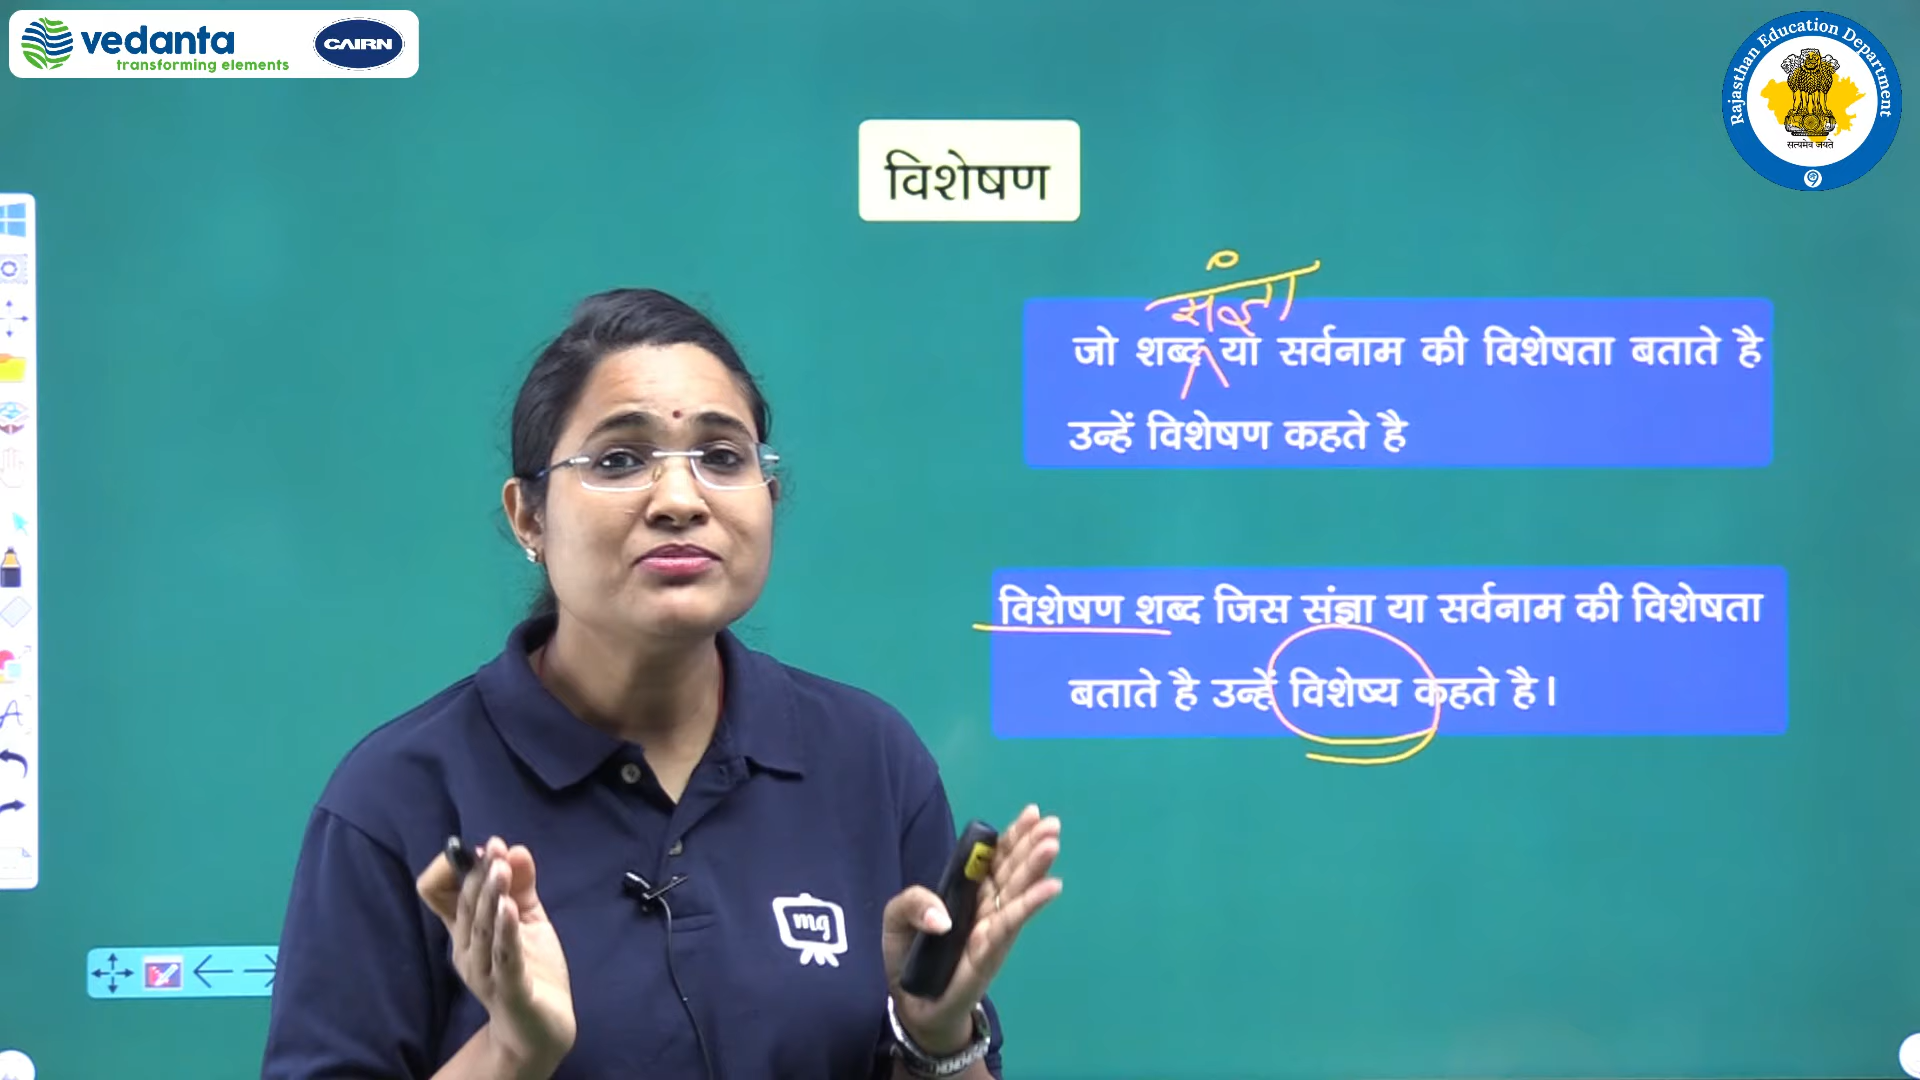 vedanta
transforming elements
CAIRN
Rajasthan Education Department
सत्यमेव जयते
विशेषण
संज्ञा
जो शब्द या सर्वनाम की विशेषता बताते है
उन्हें विशेषण कहते है
विशेषण शब्द जिस संज्ञा या सर्वनाम की विशेषता
बताते है उन्हें विशेष्य कहते है।
mg